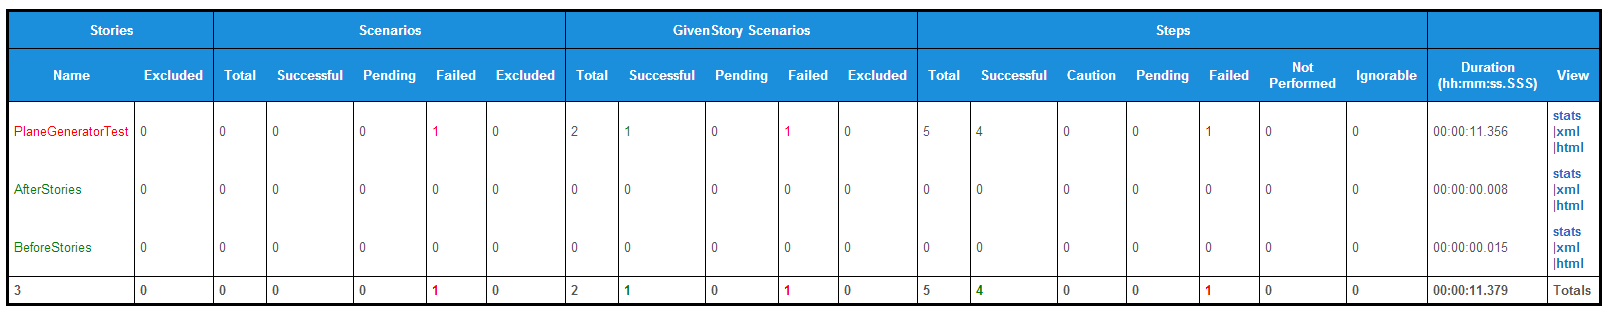 Stories Scenarios GivenStory Scenarios Steps
Name Excluded Total Successful Pending Failed Excluded Total Successful Pending Failed Excluded Total Successful Caution Pending Failed Not Performed Ignorable Duration (hh:mm:ss.SSS) View
PlaneGeneratorTest 0 0 0 0 1 0 2 1 0 1 0 5 4 0 0 1 0 0 00:00:11.356 stats
|xml
|html
AfterStories 0 0 0 0 0 0 0 0 0 0 0 0 0 0 0 0 0 0 00:00:00.008 stats
|xml
|html
BeforeStories 0 0 0 0 0 0 0 0 0 0 0 0 0 0 0 0 0 0 00:00:00.015 stats
|xml
|html
3 0 0 0 0 1 0 2 1 0 1 0 5 4 0 0 1 0 0 00:00:11.379 Totals